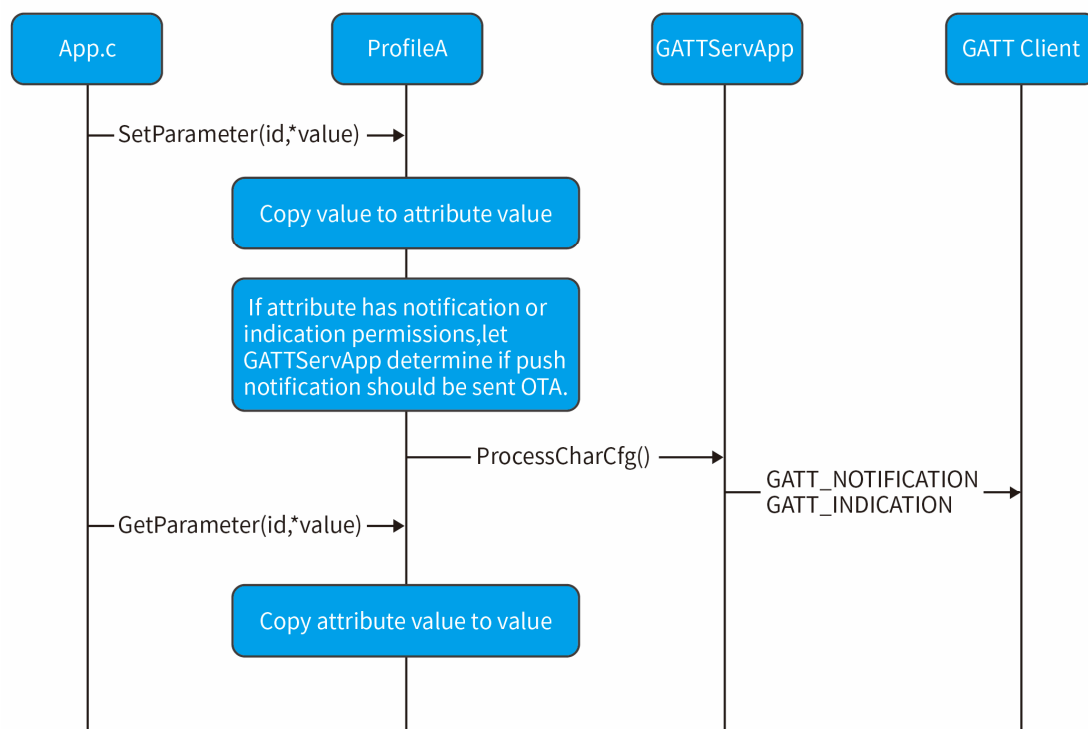 App.c
ProfileA
GATTServApp
GATT Client
SetParameter(id,*value)
Copy value to attribute value
If attribute has notification or
indication permissions,let
GATTServApp determine if push
notification should be sent OTA.
ProcessCharCfg()
GATT_NOTIFICATION
GATT_INDICATION
GetParameter(id,*value)
Copy attribute value to value